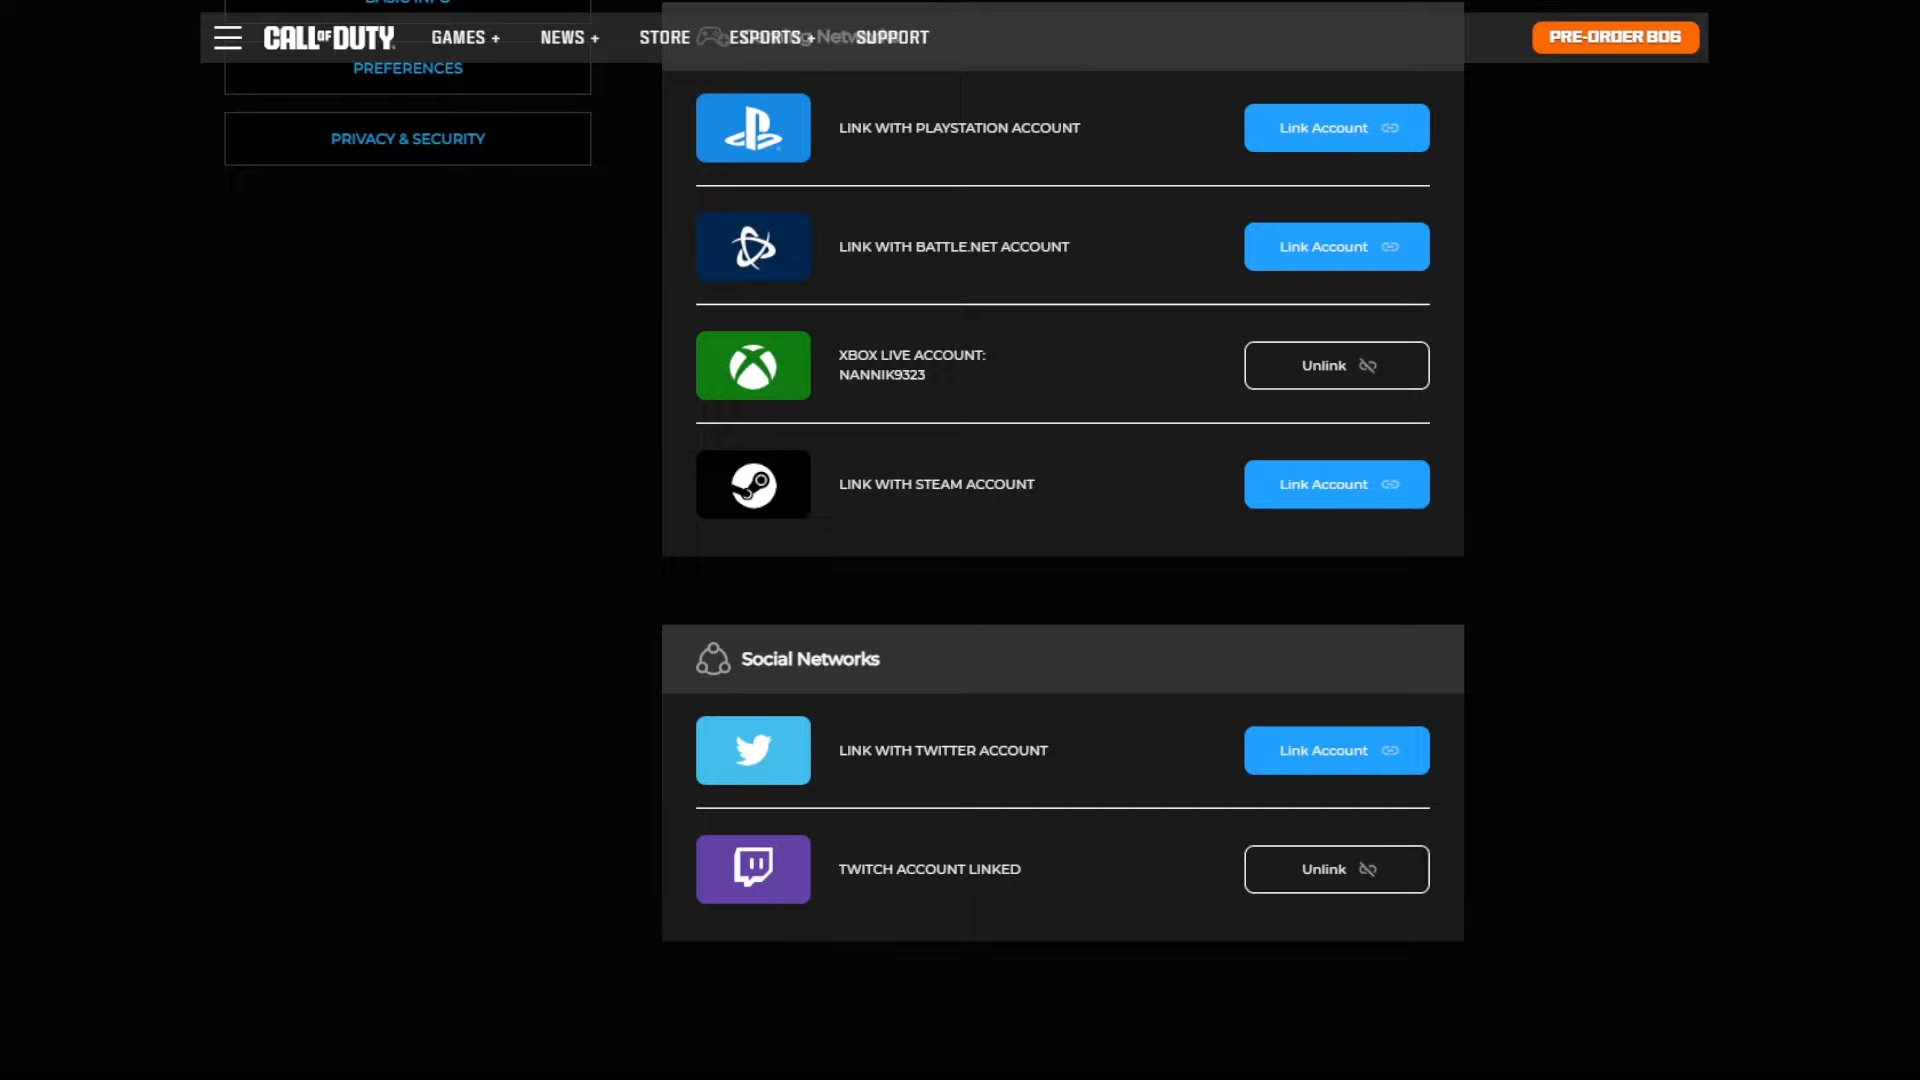 BASIC INFO
CALL OF DUTY
GAMES +
NEWS +
STORE
ESPORTS +
SUPPORT
PRE-ORDER BO6
PREFERENCES
PRIVACY & SECURITY
LINK WITH PLAYSTATION ACCOUNT
Link Account
LINK WITH BATTLE.NET ACCOUNT
Link Account
XBOX LIVE ACCOUNT:
NANNIK9323
Unlink
LINK WITH STEAM ACCOUNT
Link Account
Social Networks
LINK WITH TWITTER ACCOUNT
Link Account
TWITCH ACCOUNT LINKED
Unlink